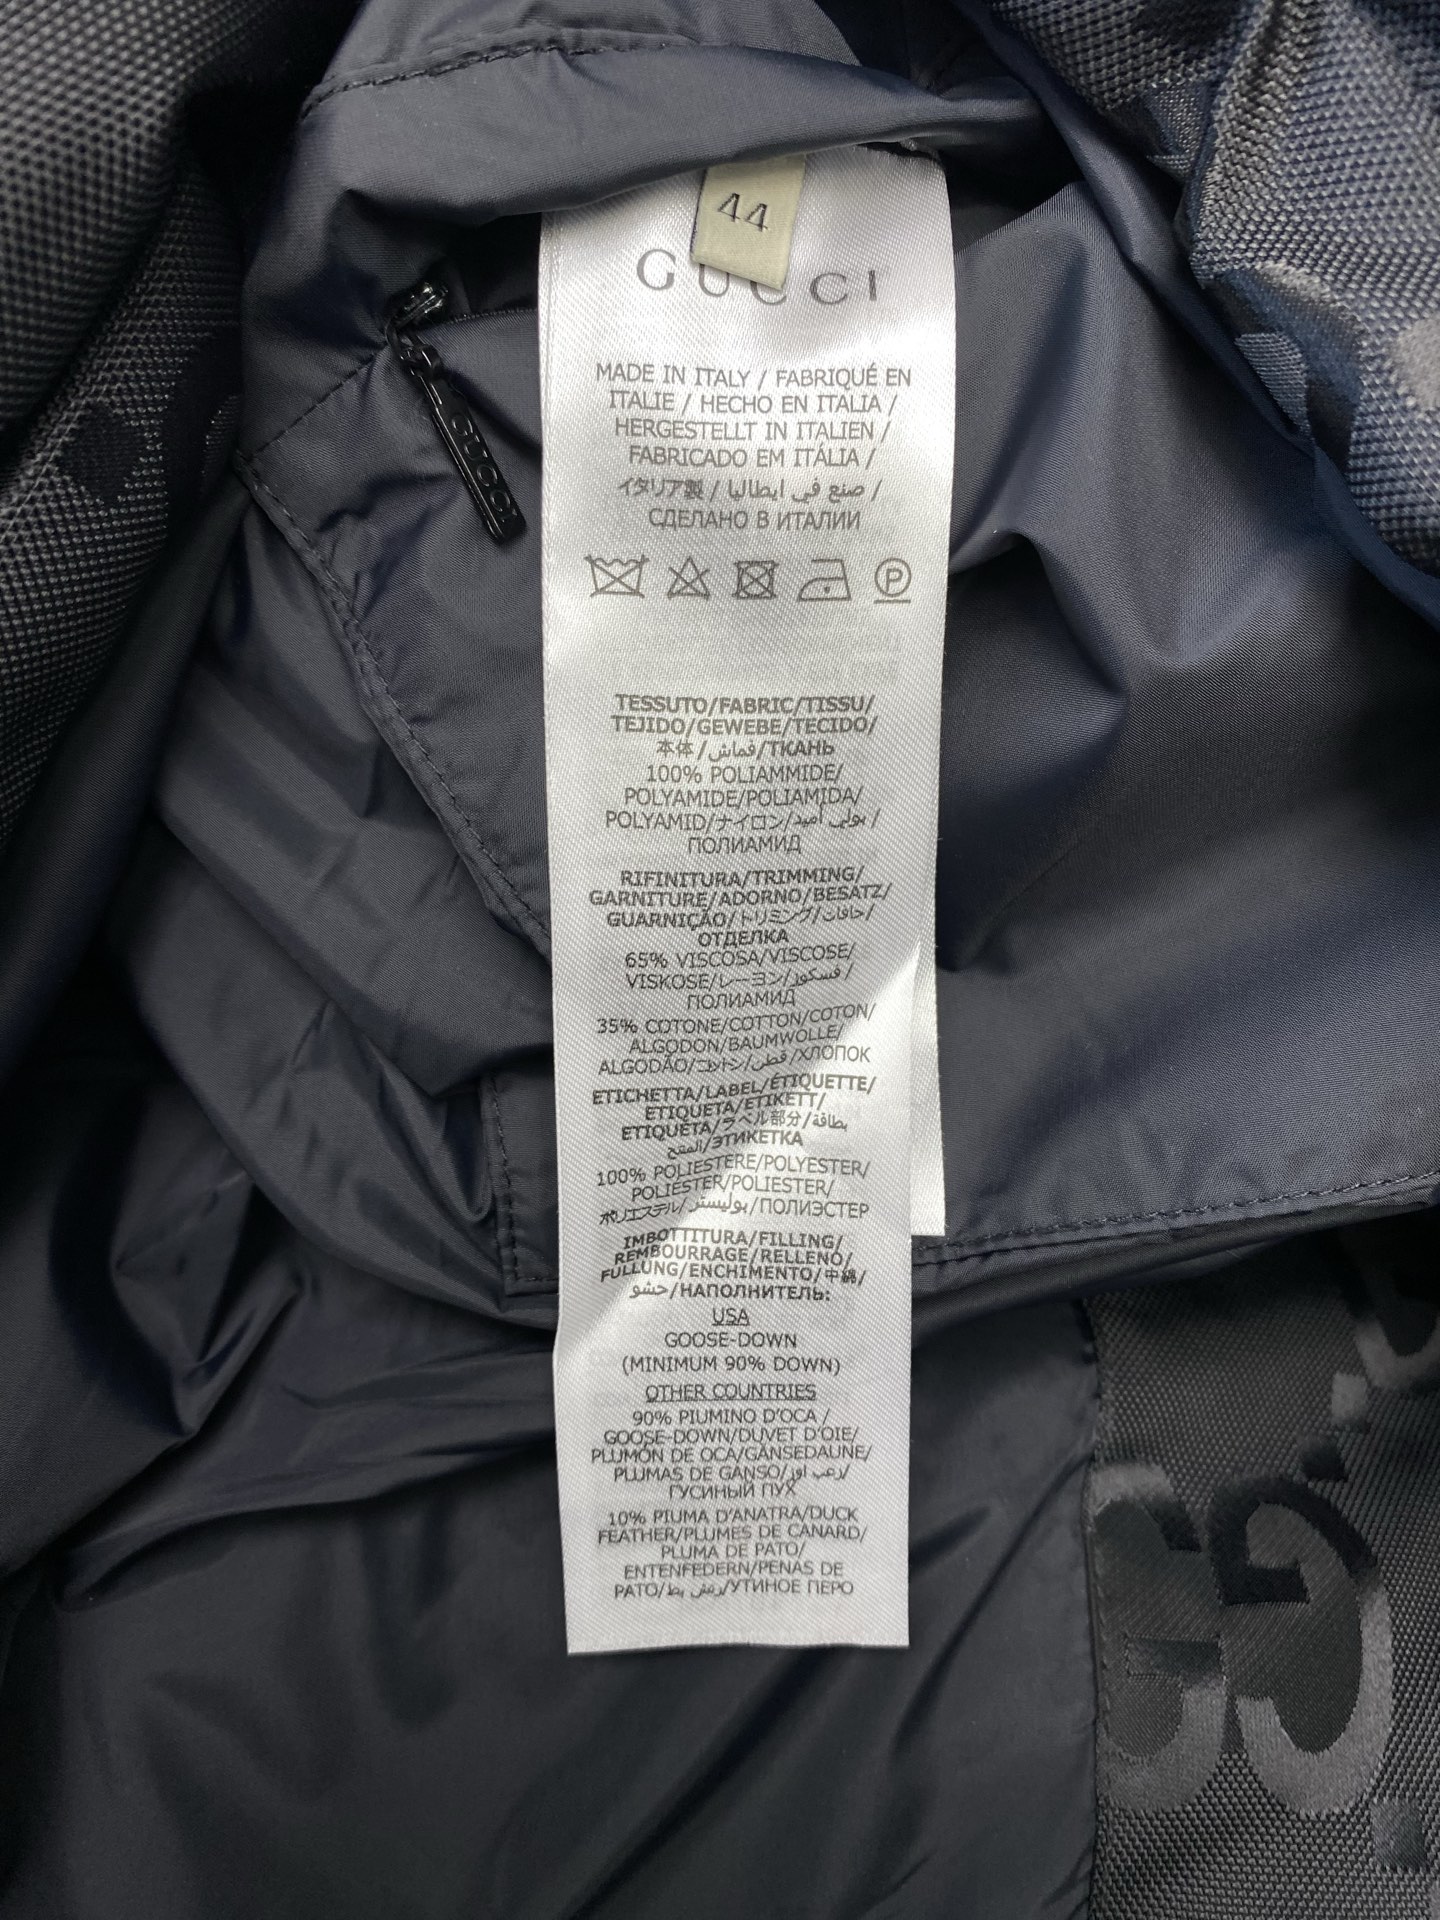 44
GUCCI
MADE IN ITALY / FABRIQUÉ EN
ITALIE / HECHO EN ITALIA /
HERGESTELLT IN ITALIEN /
FABRICADO EM ITÁLIA /
イタリア製 / صنع في ايطاليا /
СДЕЛАНО В ИТАЛИИ
GUCCI
P
TESSUTO/FABRIC/TISSU/
TEJIDO/GEWEBE/TECIDO/
本体/قماش/ТКАНЬ
100% POLIAMMIDE/
POLYAMIDE/POLIAMIDA/
POLYAMID/ナイロン/بولي اميد/
ПОЛИАМИД
RIFINITURA/TRIMMING/
GARNITURE/ADORNO/BESATZ/
GUARNIÇÃO/トリミング/حافات/
ОТДЕЛКА
65% VISCOSA/VISCOSE/
VISKOSE/レーヨン/فسكوز/
ПОЛИАМИД
35% COTONE/COTTON/COTON/
ALGODON/BAUMWOLLE/
ALGODÃO/コットン/قطن/ХЛОПОК
ETICHETTA/LABEL/ÉTIQUETTE/
ETIQUETA/ETIKETT/
ETIQUETA/ラベル部分/بطاقة
المقح/ЭТИКЕТКА
100% POLIESTERE/POLYESTER/
POLIÉSTER/POLIESTER/
ポリエステル/بوليستر/ПОЛИЭСТЕР
IMBOTTITURA/FILLING/
REMBOURRAGE/RELLENO/
FÜLLUNG/ENCHIMENTO/中綿/
حشو/НАПОЛНИТЕЛЬ:
USA
GOOSE-DOWN
(MINIMUM 90% DOWN)
OTHER COUNTRIES
90% PIUMINO D'OCA /
GOOSE-DOWN/DUVET D'OIE/
PLUMÓN DE OCA/GÄNSEDAUNE/
PLUMAS DE GANSO/زغب اوز/
ГУСИНЫЙ ПУХ
10% PIUMA D'ANATRA/DUCK
FEATHER/PLUMES DE CANARD/
PLUMA DE PATO/
ENTENFEDERN/PENAS DE
PATO/ريش بط/УТИНОЕ ПЕРО